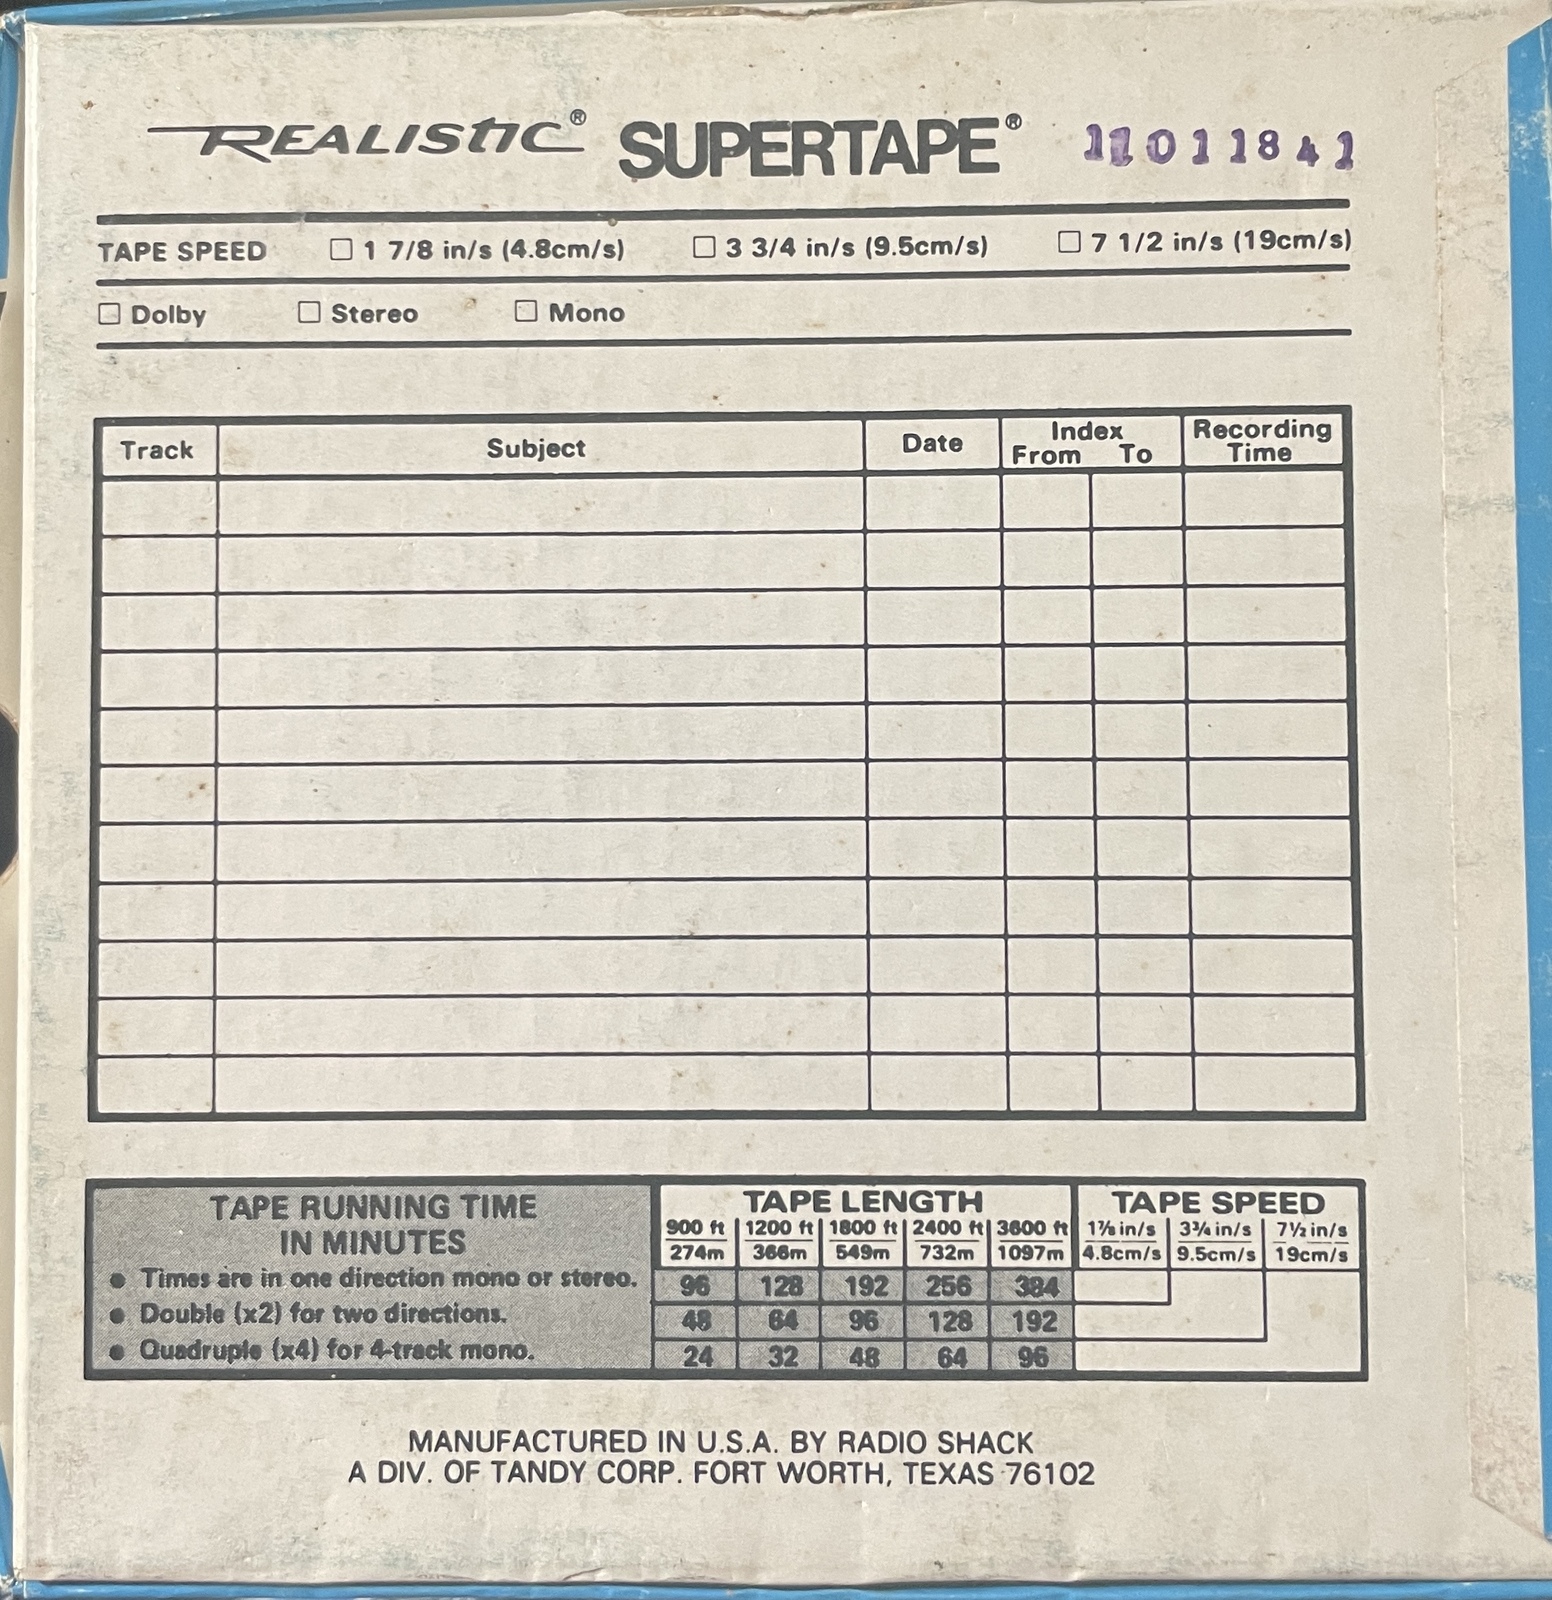 REALISTIC® SUPERTAPE® 11011841
TAPE SPEED □ 1 7/8 in/s (4.8cm/s) □ 3 3/4 in/s (9.5cm/s) □ 7 1/2 in/s (19cm/s)
□ Dolby □ Stereo □ Mono
Track Subject Date Index From To Recording Time
TAPE RUNNING TIME IN MINUTES
• Times are in one direction mono or stereo.
• Double (x2) for two directions.
• Quadruple (x4) for 4-track mono.
TAPE LENGTH TAPE SPEED
900 ft 1200 ft 1800 ft 2400 ft 3600 ft 1⅞ in/s 3¾ in/s 7½ in/s
274m 366m 549m 732m 1097m 4.8cm/s 9.5cm/s 19cm/s
96 128 192 256 384
48 64 96 128 192
24 32 48 64 96
MANUFACTURED IN U.S.A. BY RADIO SHACK
A DIV. OF TANDY CORP. FORT WORTH, TEXAS 76102